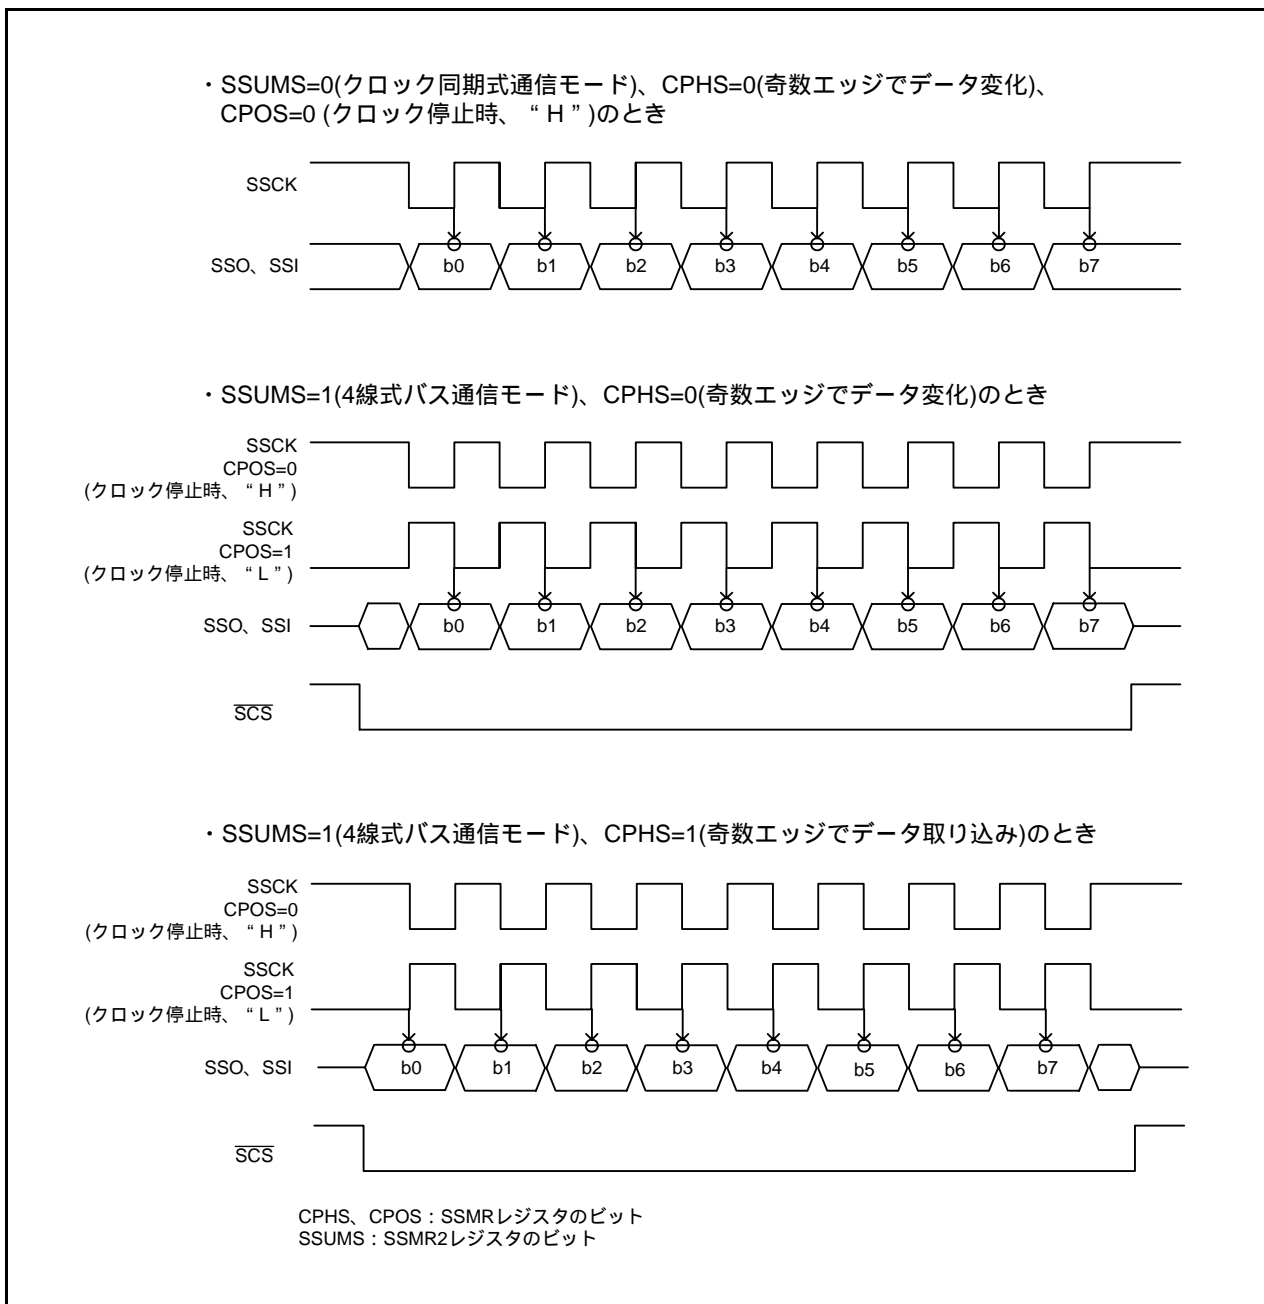 ・SSUMS=0(クロック同期式通信モード)、CPHS=0(奇数エッジでデータ変化)、
CPOS=0 (クロック停止時、“H”)のとき
SSCK
SSO、SSI
b0 b1 b2 b3 b4 b5 b6 b7
・SSUMS=1(4線式バス通信モード)、CPHS=0(奇数エッジでデータ変化)のとき
SSCK
CPOS=0
(クロック停止時、“H”)
SSCK
CPOS=1
(クロック停止時、“L”)
SSO、SSI
b0 b1 b2 b3 b4 b5 b6 b7
SCS
・SSUMS=1(4線式バス通信モード)、CPHS=1(奇数エッジでデータ取り込み)のとき
SSCK
CPOS=0
(クロック停止時、“H”)
SSCK
CPOS=1
(クロック停止時、“L”)
SSO、SSI
b0 b1 b2 b3 b4 b5 b6 b7
SCS
CPHS、CPOS:SSMRレジスタのビット
SSUMS:SSMR2レジスタのビット